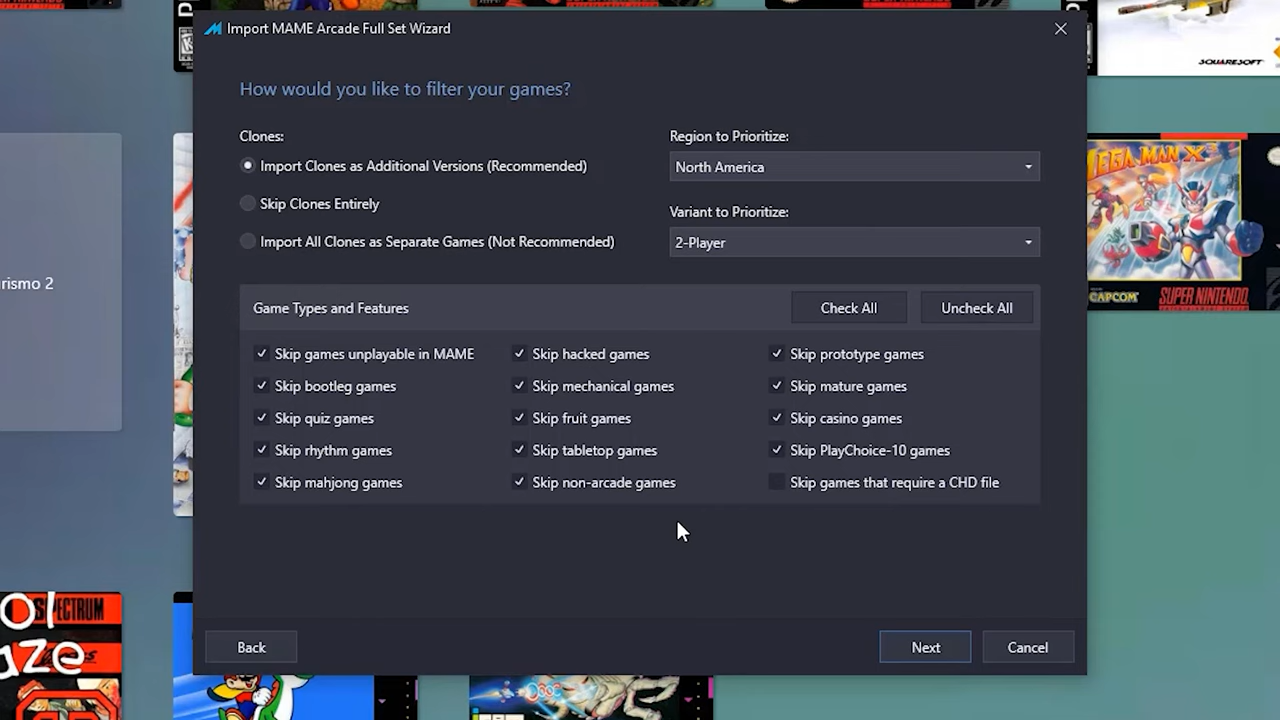 Import MAME Arcade Full Set Wizard
How would you like to filter your games?
Clones:
Import Clones as Additional Versions (Recommended)
Skip Clones Entirely
Import All Clones as Separate Games (Not Recommended)
Region to Prioritize:
North America
Variant to Prioritize:
2-Player
Game Types and Features
Check All
Uncheck All
Skip games unplayable in MAME
Skip hacked games
Skip prototype games
Skip bootleg games
Skip mechanical games
Skip mature games
Skip quiz games
Skip fruit games
Skip casino games
Skip rhythm games
Skip tabletop games
Skip PlayChoice-10 games
Skip mahjong games
Skip non-arcade games
Skip games that require a CHD file
Back
Next
Cancel
rismo 2
SQUARESOFT
MEGA MAN X3
CAPCOM
SUPER NINTENDO